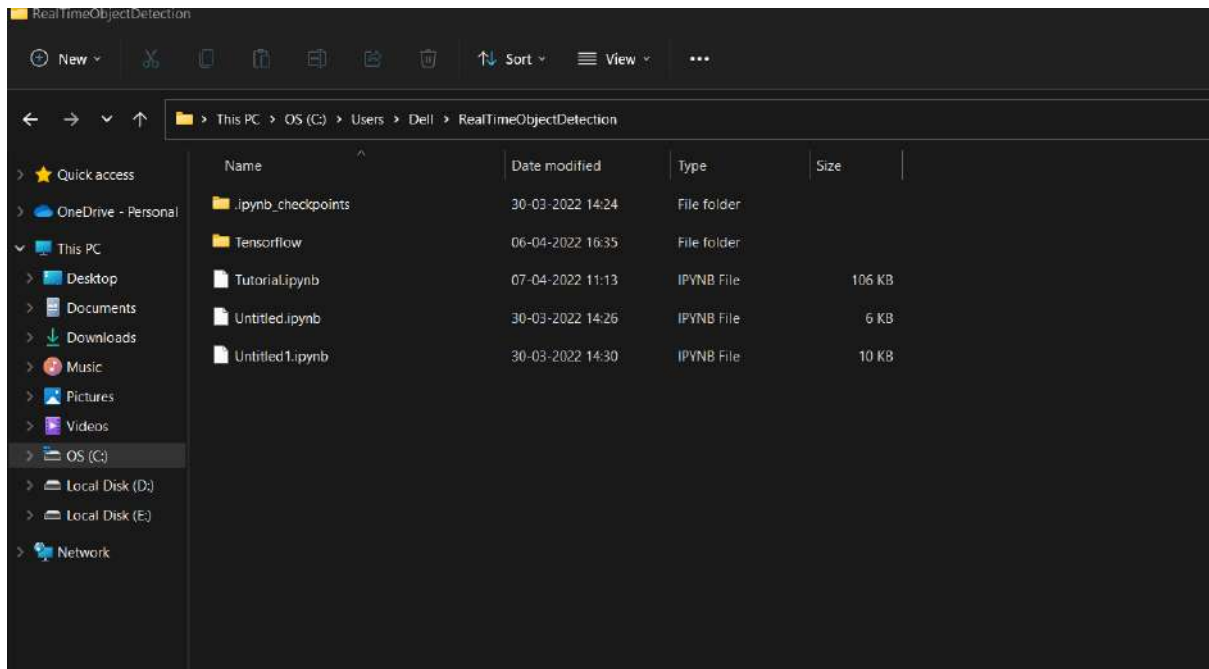 RealTimeObjectDetection
New Sort View
This PC > OS (C:) > Users > Dell > RealTimeObjectDetection
Name Date modified Type Size
Quick access
OneDrive - Personal
This PC
Desktop
Documents
Downloads
Music
Pictures
Videos
OS (C:)
Local Disk (D:)
Local Disk (E:)
Network
.ipynb_checkpoints 30-03-2022 14:24 File folder
Tensorflow 06-04-2022 16:35 File folder
Tutorial.ipynb 07-04-2022 11:13 IPYNB File 106 KB
Untitled.ipynb 30-03-2022 14:26 IPYNB File 6 KB
Untitled1.ipynb 30-03-2022 14:30 IPYNB File 10 KB